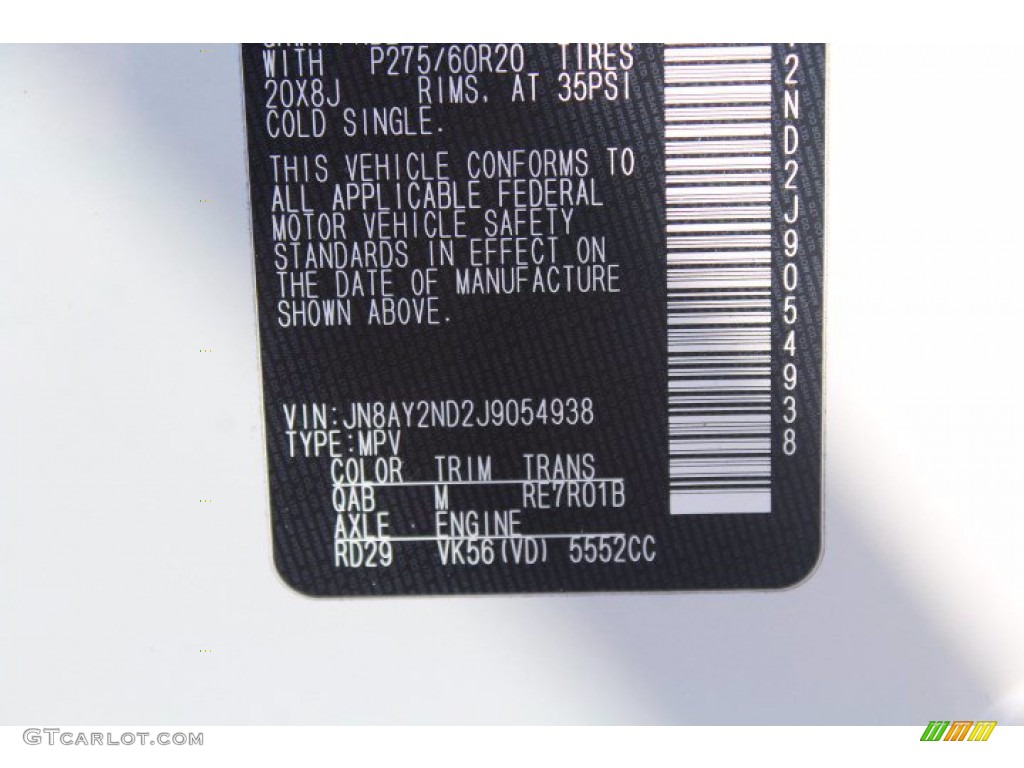 WITH P275/60R20 TIRES
20X8J RIMS. AT 35PSI
COLD SINGLE.
THIS VEHICLE CONFORMS TO
ALL APPLICABLE FEDERAL
MOTOR VEHICLE SAFETY
STANDARDS IN EFFECT ON
THE DATE OF MANUFACTURE
SHOWN ABOVE.
VIN:JN8AY2ND2J9054938
TYPE:MPV
COLOR TRIM TRANS
QAB M RE7R01B
AXLE ENGINE
RD29 VK56(VD) 5552CC
2ND2J9054938
GTCARLOT.COM